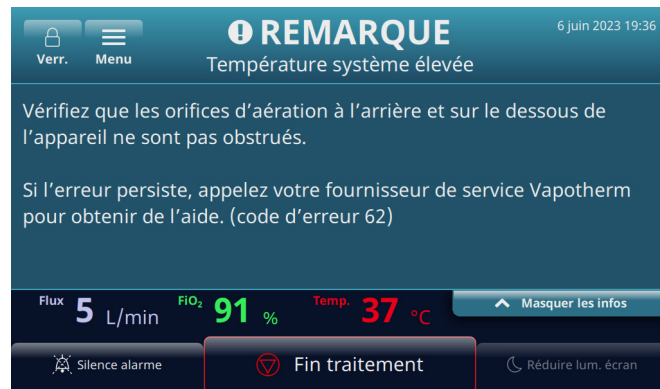 REMARQUE
6 juin 2023 19:36
Verr.
Menu
Température système élevée
Vérifiez que les orifices d’aération à l’arrière et sur le dessous de
l’appareil ne sont pas obstrués.
Si l’erreur persiste, appelez votre fournisseur de service Vapotherm
pour obtenir de l’aide. (code d’erreur 62)
Flux 5 L/min FiO₂ 91 % Temp. 37 °C
Masquer les infos
Silence alarme
Fin traitement
Réduire lum. écran